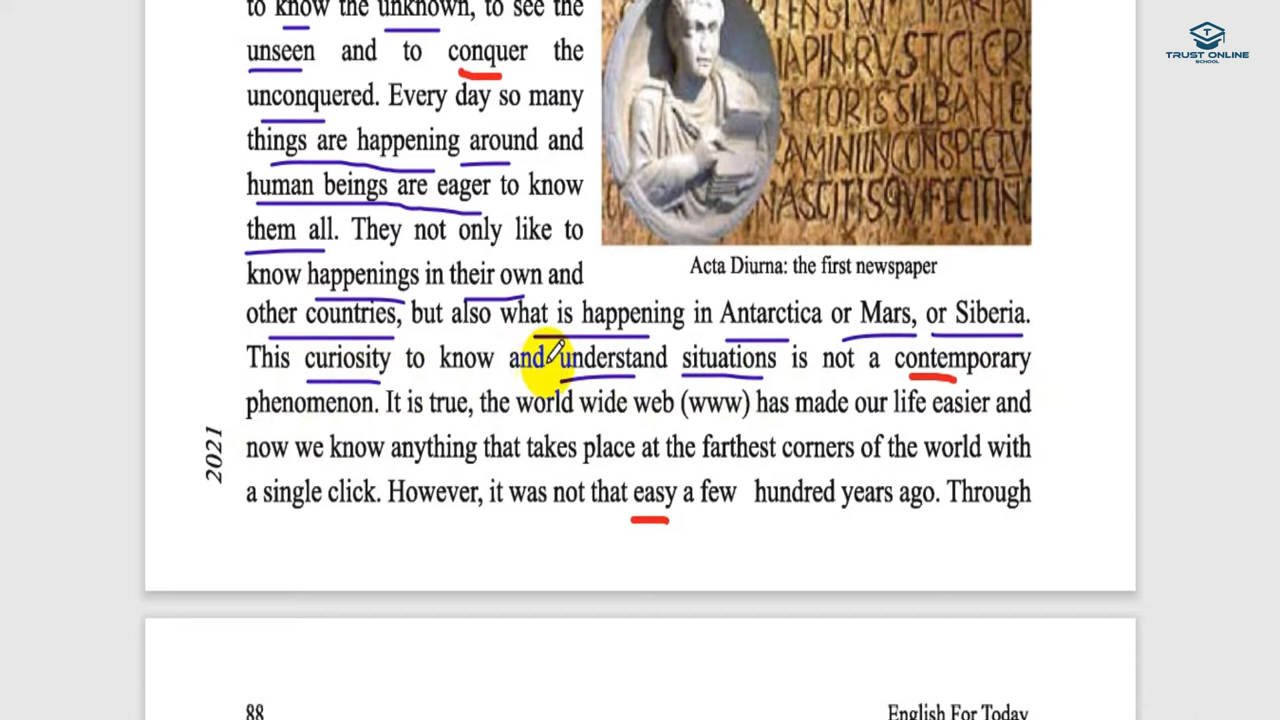 to know the unknown, to see the
unseen and to conquer the
unconquered. Every day so many
things are happening around and
human beings are eager to know
them all. They not only like to
know happenings in their own and
other countries, but also what is happening in Antarctica or Mars, or Siberia.
This curiosity to know and understand situations is not a contemporary
phenomenon. It is true, the world wide web (www) has made our life easier and
now we know anything that takes place at the farthest corners of the world with
a single click. However, it was not that easy a few hundred years ago. Through
Acta Diurna: the first newspaper
2021
88
English For Today
T
TRUST ONLINE
SCHOOL